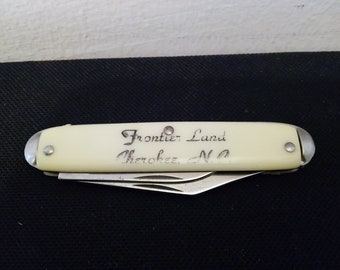 Frontier Land
Cherokee, N.C.